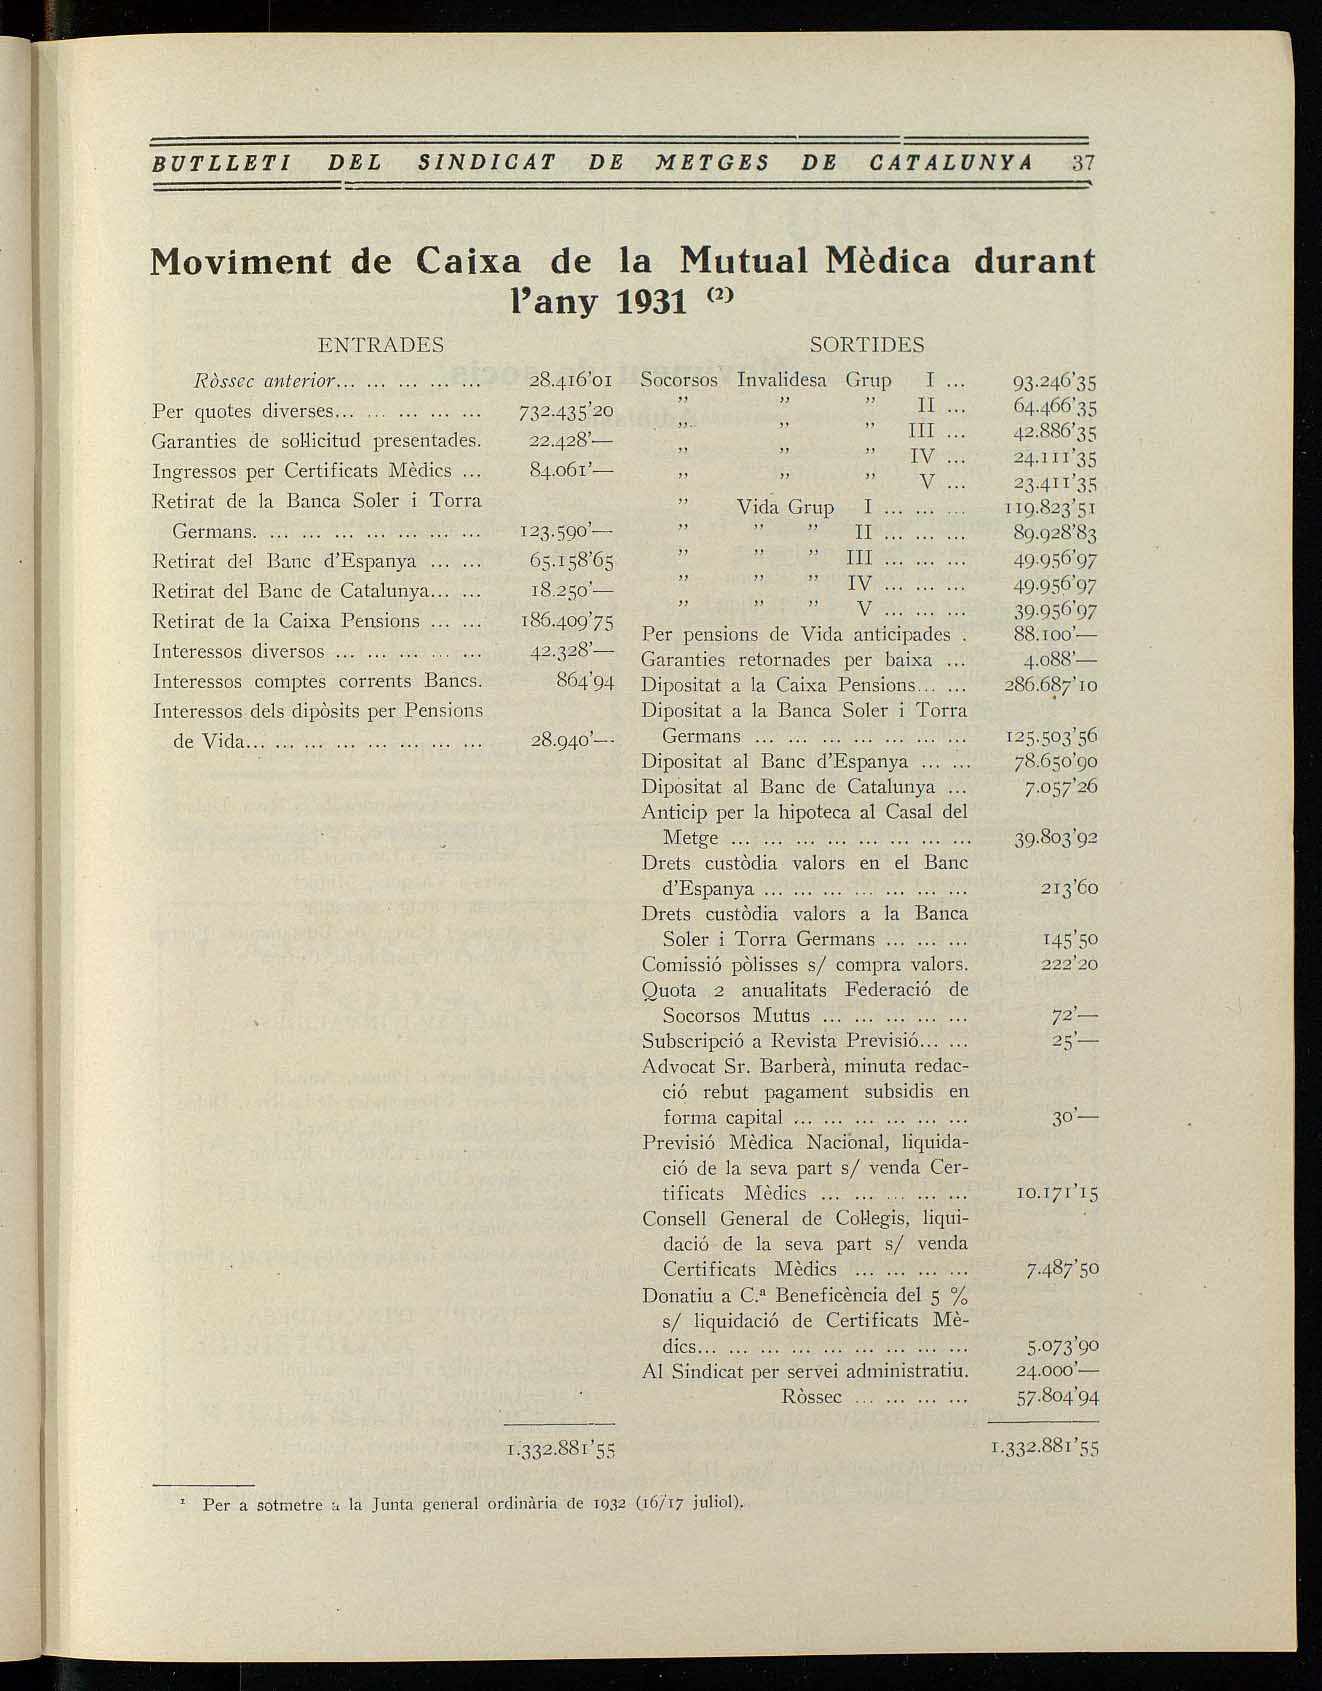 BUTLLETI DEL SINDICAT DE METGES DE CATALUNYA 37
Moviment de Caixa de la Mutual Mèdica durant
l'any 1931 (2)
ENTRADES
Ròssec anterior... ... ... ... ... 28.416'01
Per quotes diverses... ... ... ... ... 732.435'20
Garanties de sol·licitud presentades. 22.428'—
Ingressos per Certificats Mèdics ... 84.061'—
Retirat de la Banca Soler i Torra
Germans. ... ... ... ... ... ... ... 123.590'—
Retirat del Banc d'Espanya ... ... 65.158'65
Retirat del Banc de Catalunya... ... 18.250'—
Retirat de la Caixa Pensions ... ... 186.409'75
Interessos diversos ... ... ... ... ... 42.328'—
Interessos comptes corrents Bancs. 864'94
Interessos dels dipòsits per Pensions
de Vida... ... ... ... ... ... ... ... 28.940'—
1.332.881'55
SORTIDES
Socorsos Invalidesa Grup I ... 93.246'35
” ” ” II ... 64.466'35
” ” ” III ... 42.886'35
” ” ” IV ... 24.111'35
” ” ” V ... 23.411'35
” Vida Grup I ... ... ... 119.823'51
” ” ” II ... ... ... 89.928'83
” ” ” III ... ... ... 49.956'97
” ” ” IV ... ... ... 49.956'97
” ” ” V ... ... ... 39.956'97
Per pensions de Vida anticipades . 88.100'—
Garanties retornades per baixa ... 4.088'—
Dipositat a la Caixa Pensions... ... 286.687'10
Dipositat a la Banca Soler i Torra
Germans ... ... ... ... ... ... ... 125.503'56
Dipositat al Banc d'Espanya ... ... 78.650'90
Dipositat al Banc de Catalunya ... 7.057'26
Anticip per la hipoteca al Casal del
Metge ... ... ... ... ... ... ... ... 39.803'92
Drets custòdia valors en el Banc
d'Espanya ... ... ... ... ... ... ... 213'60
Drets custòdia valors a la Banca
Soler i Torra Germans ... ... ... 145'50
Comissió pòlisses s/ compra valors. 222'20
Quota 2 anualitats Federació de
Socorsos Mutus ... ... ... ... ... 72'—
Subscripció a Revista Previsió... ... 25'—
Advocat Sr. Barberà, minuta redac-
ció rebut pagament subsidis en
forma capital ... ... ... ... ... ... 30'—
Previsió Mèdica Nacional, liquida-
ció de la seva part s/ venda Cer-
tificats Mèdics ... ... ... ... ... 10.171'15
Consell General de Col·legis, liqui-
dació de la seva part s/ venda
Certificats Mèdics ... ... ... ... 7.487'50
Donatiu a C.ª Beneficència del 5 %
s/ liquidació de Certificats Mè-
dics... ... ... ... ... ... ... ... ... 5.073'90
Al Sindicat per servei administratiu. 24.000'—
Ròssec ... ... ... ... 57.804'94
1.332.881'55
1 Per a sotmetre a la Junta general ordinària de 1932 (16/17 juliol).